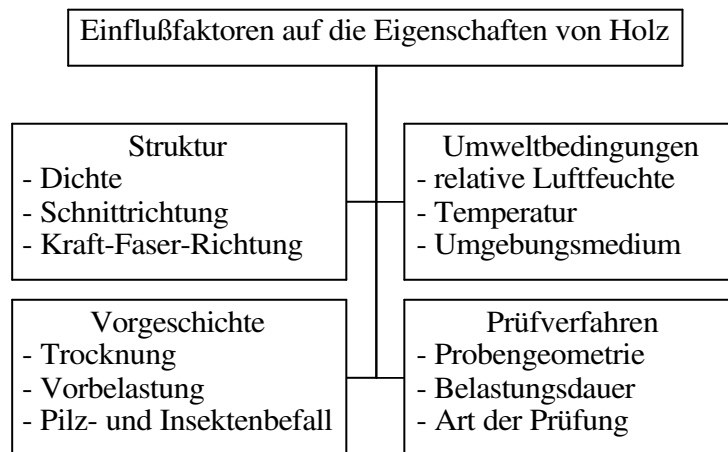 Einflußfaktoren auf die Eigenschaften von Holz
Struktur
- Dichte
- Schnittrichtung
- Kraft-Faser-Richtung
Umweltbedingungen
- relative Luftfeuchte
- Temperatur
- Umgebungsmedium
Vorgeschichte
- Trocknung
- Vorbelastung
- Pilz- und Insektenbefall
Prüfverfahren
- Probengeometrie
- Belastungsdauer
- Art der Prüfung